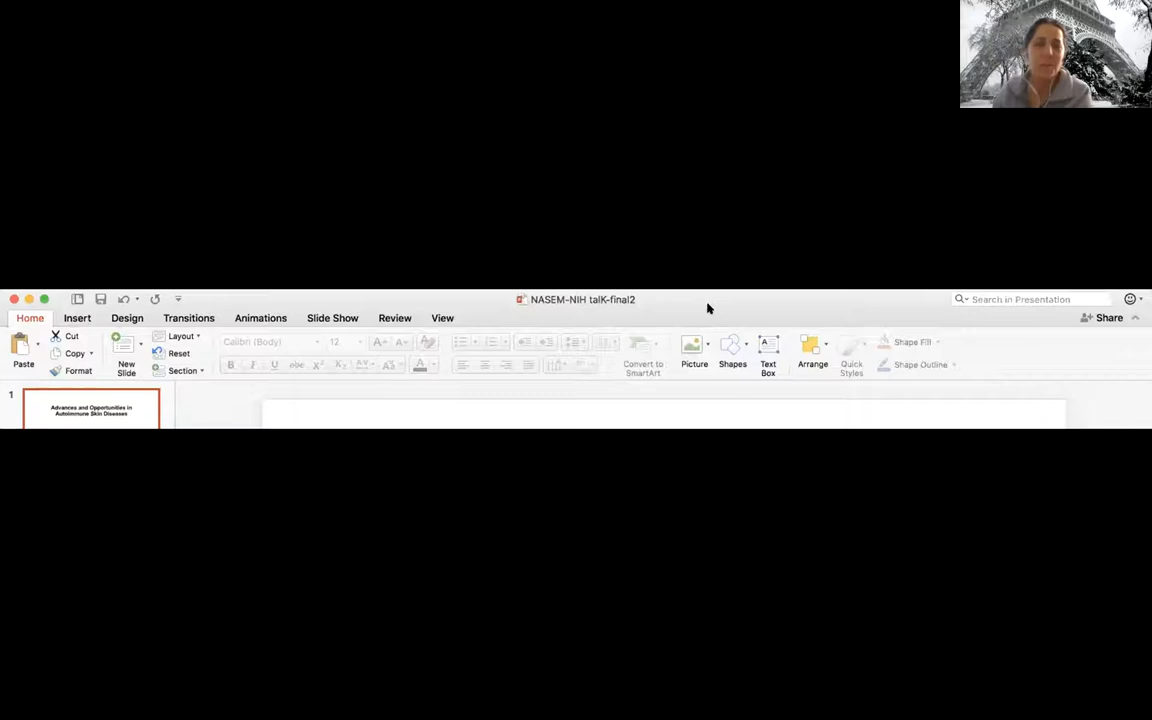 NASEM-NIH talK-final2
Search in Presentation
Home Insert Design Transitions Animations Slide Show Review View
Share
Paste
Cut
Copy
Format
New
Slide
Layout
Reset
Section
Calibri (Body) 12
Convert to
SmartArt
Picture
Shapes
Text
Box
Arrange
Quick
Styles
Shape Fill
Shape Outline
1
Advances and Opportunities in
Autoimmune Skin Diseases